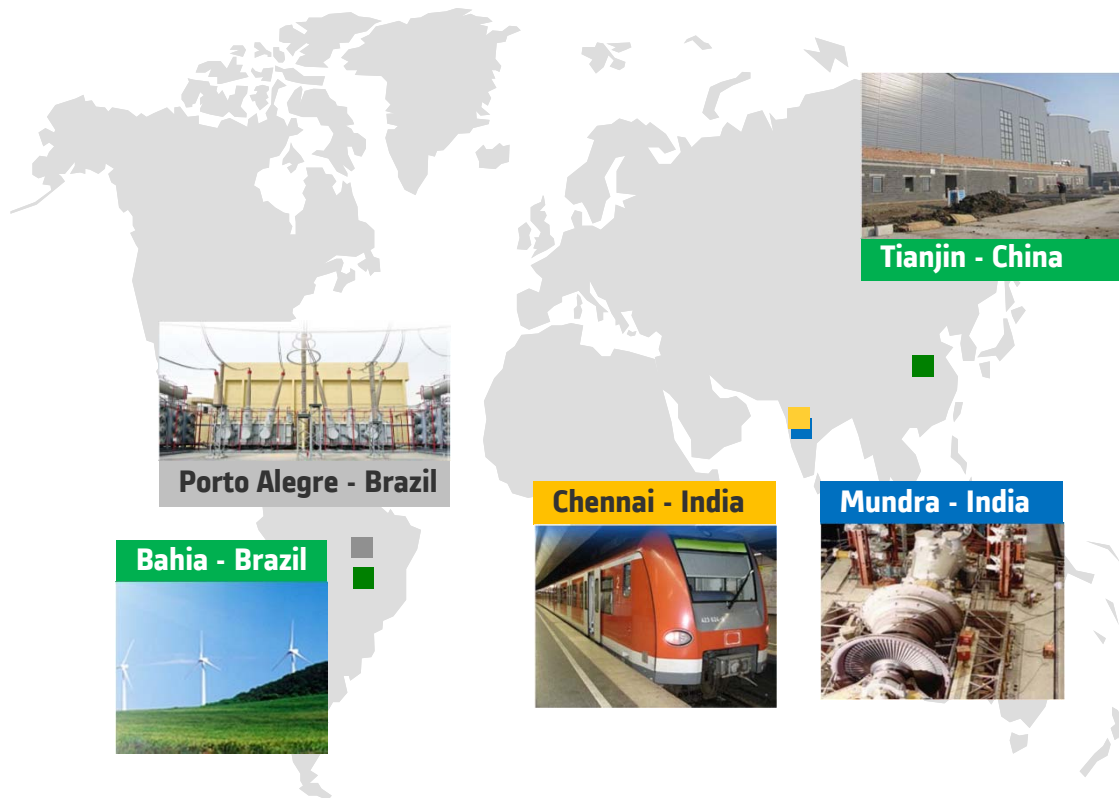 Tianjin - China
Porto Alegre - Brazil
Chennai - India
Mundra - India
Bahia - Brazil